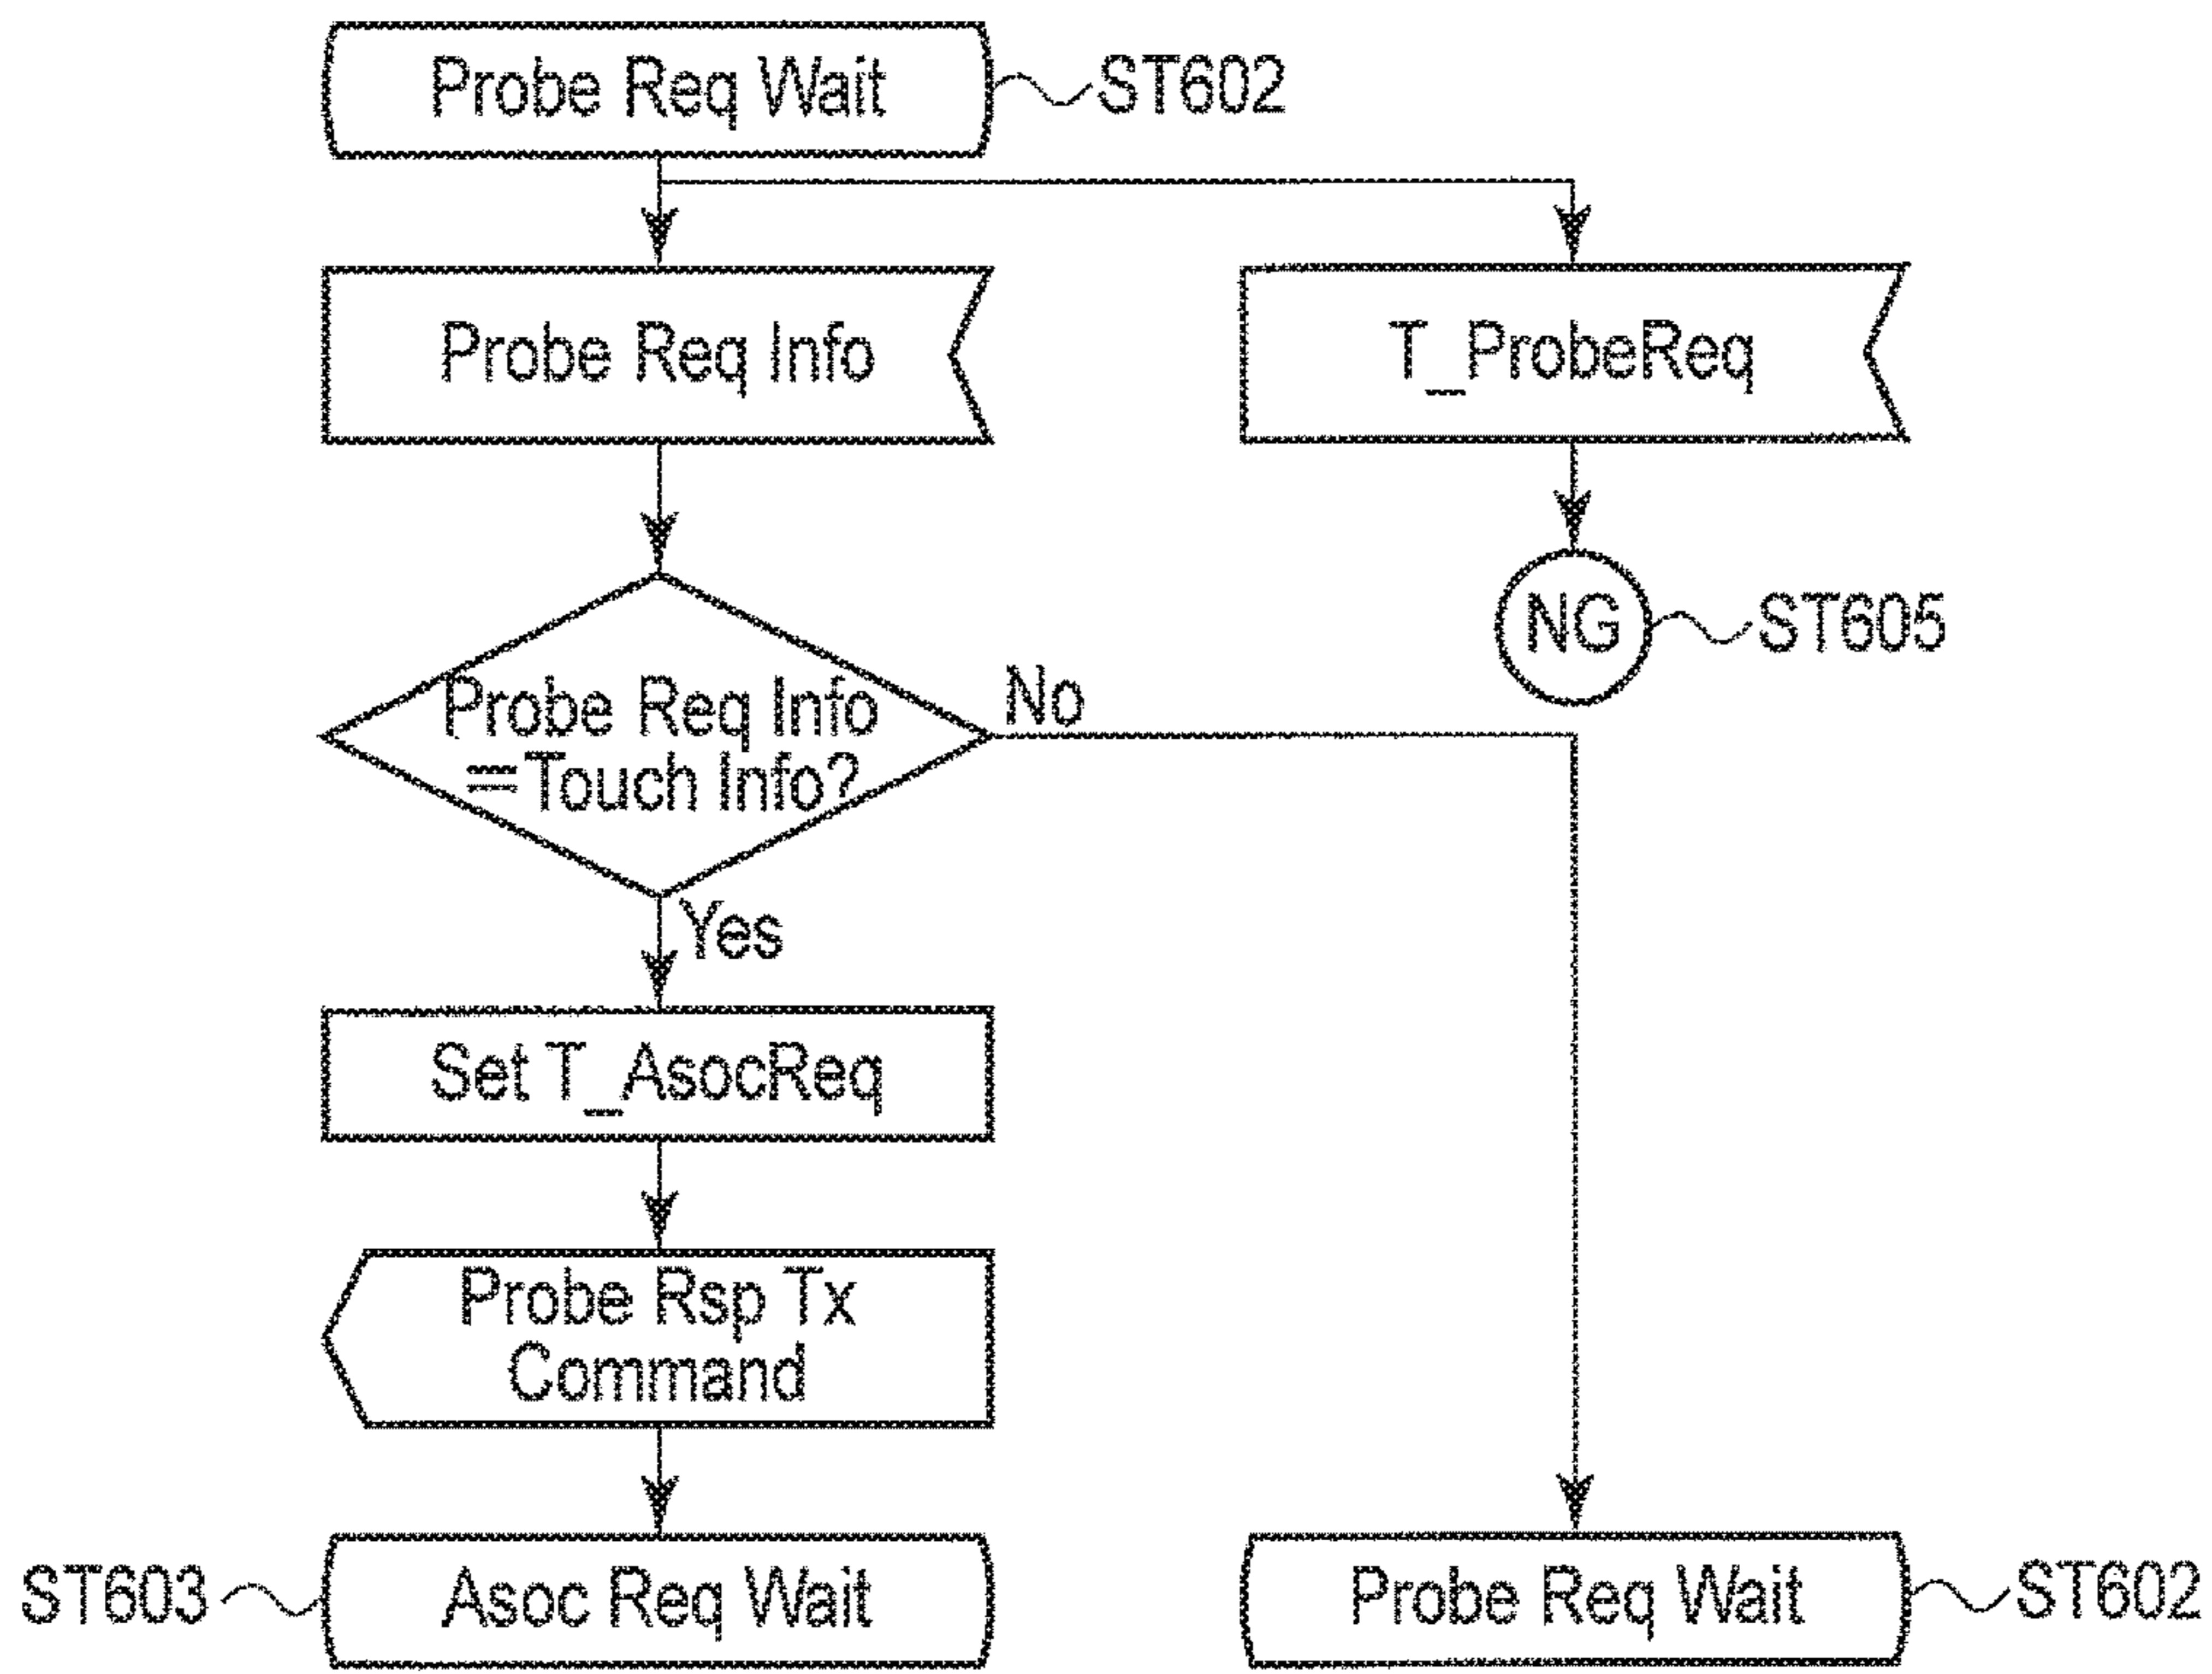 Probe Req Wait
ST602
Probe Req Info
T_ProbeReq
NG
ST605
Probe Req Info
=Touch Info?
No
Yes
Set T_AsocReq
Probe Rsp Tx
Command
ST603
Asoc Req Wait
Probe Req Wait
ST602